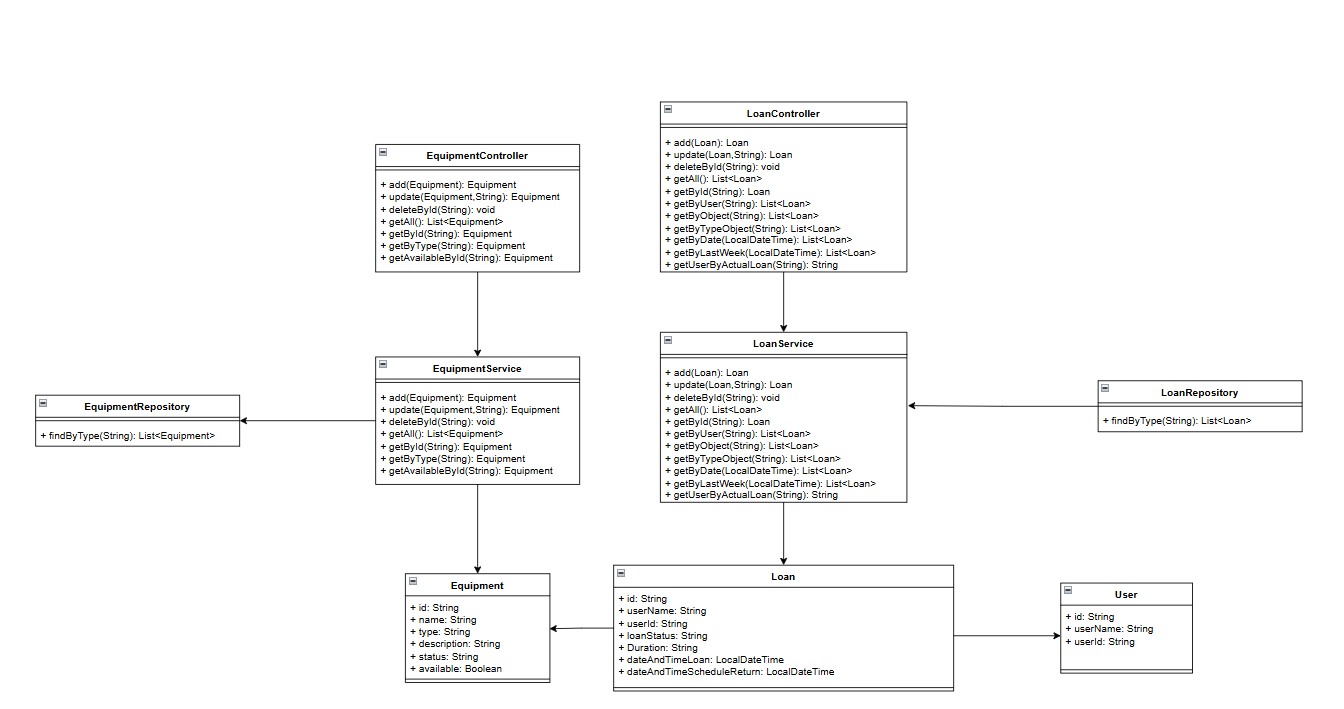 LoanController
+ add(Loan): Loan
+ update(Loan,String): Loan
+ deleteById(String): void
+ getAll(): List<Loan>
+ getById(String): Loan
+ getByUser(String): List<Loan>
+ getByObject(String): List<Loan>
+ getByTypeObject(String): List<Loan>
+ getByDate(LocalDateTime): List<Loan>
+ getByLastWeek(LocalDateTime): List<Loan>
+ getUserByActualLoan(String): String
EquipmentController
+ add(Equipment): Equipment
+ update(Equipment,String): Equipment
+ deleteById(String): void
+ getAll(): List<Equipment>
+ getById(String): Equipment
+ getByType(String): Equipment
+ getAvailableById(String): Equipment
LoanService
+ add(Loan): Loan
+ update(Loan,String): Loan
+ deleteById(String): void
+ getAll(): List<Loan>
+ getById(String): Loan
+ getByUser(String): List<Loan>
+ getByObject(String): List<Loan>
+ getByTypeObject(String): List<Loan>
+ getByDate(LocalDateTime): List<Loan>
+ getByLastWeek(LocalDateTime): List<Loan>
+ getUserByActualLoan(String): String
EquipmentService
+ add(Equipment): Equipment
+ update(Equipment,String): Equipment
+ deleteById(String): void
+ getAll(): List<Equipment>
+ getById(String): Equipment
+ getByType(String): Equipment
+ getAvailableById(String): Equipment
EquipmentRepository
+ findByType(String): List<Equipment>
LoanRepository
+ findByType(String): List<Loan>
Equipment
+ id: String
+ name: String
+ type: String
+ description: String
+ status: String
+ available: Boolean
Loan
+ id: String
+ userName: String
+ userId: String
+ loanStatus: String
+ Duration: String
+ dateAndTimeLoan: LocalDateTime
+ dateAndTimeScheduleReturn: LocalDateTime
User
+ id: String
+ userName: String
+ userId: String